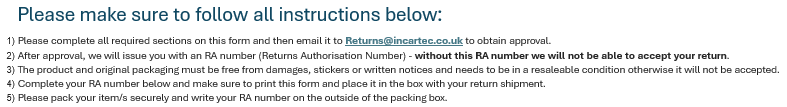 Please make sure to follow all instructions below:
1) Please complete all required sections on this form and then email it to Returns@incartec.co.uk to obtain approval.
2) After approval, we will issue you with an RA number (Returns Authorisation Number) - without this RA number we will not be able to accept your return.
3) The product and original packaging must be free from damages, stickers or written notices and needs to be in a resaleable condition otherwise it will not be accepted.
4) Complete your RA number below and make sure to print this form and place it in the box with your return shipment.
5) Please pack your item/s securely and write your RA number on the outside of the packing box.